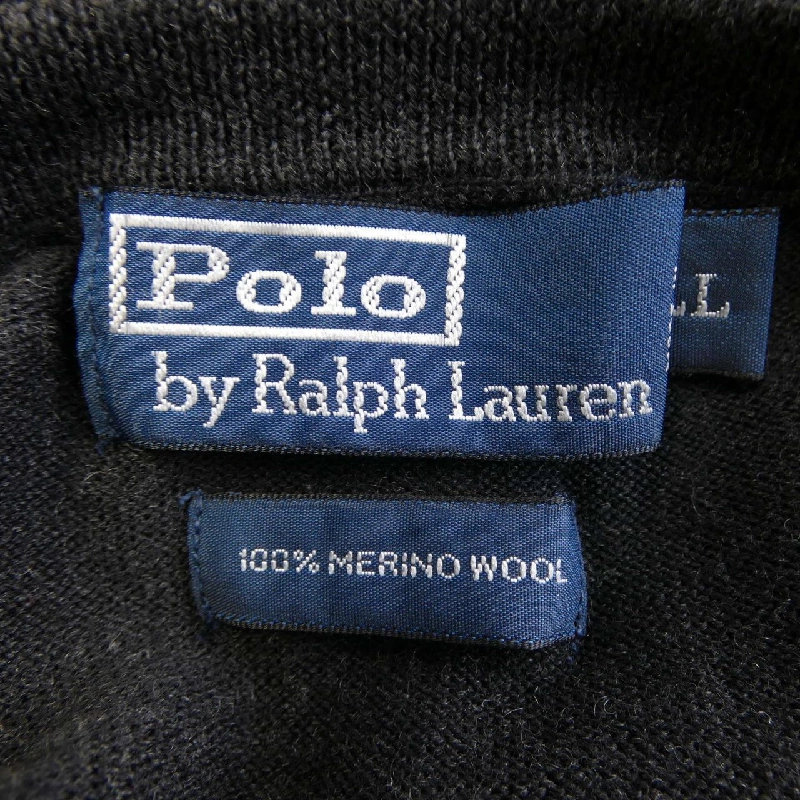 Polo
by Ralph Lauren
LL
100% MERINO WOOL